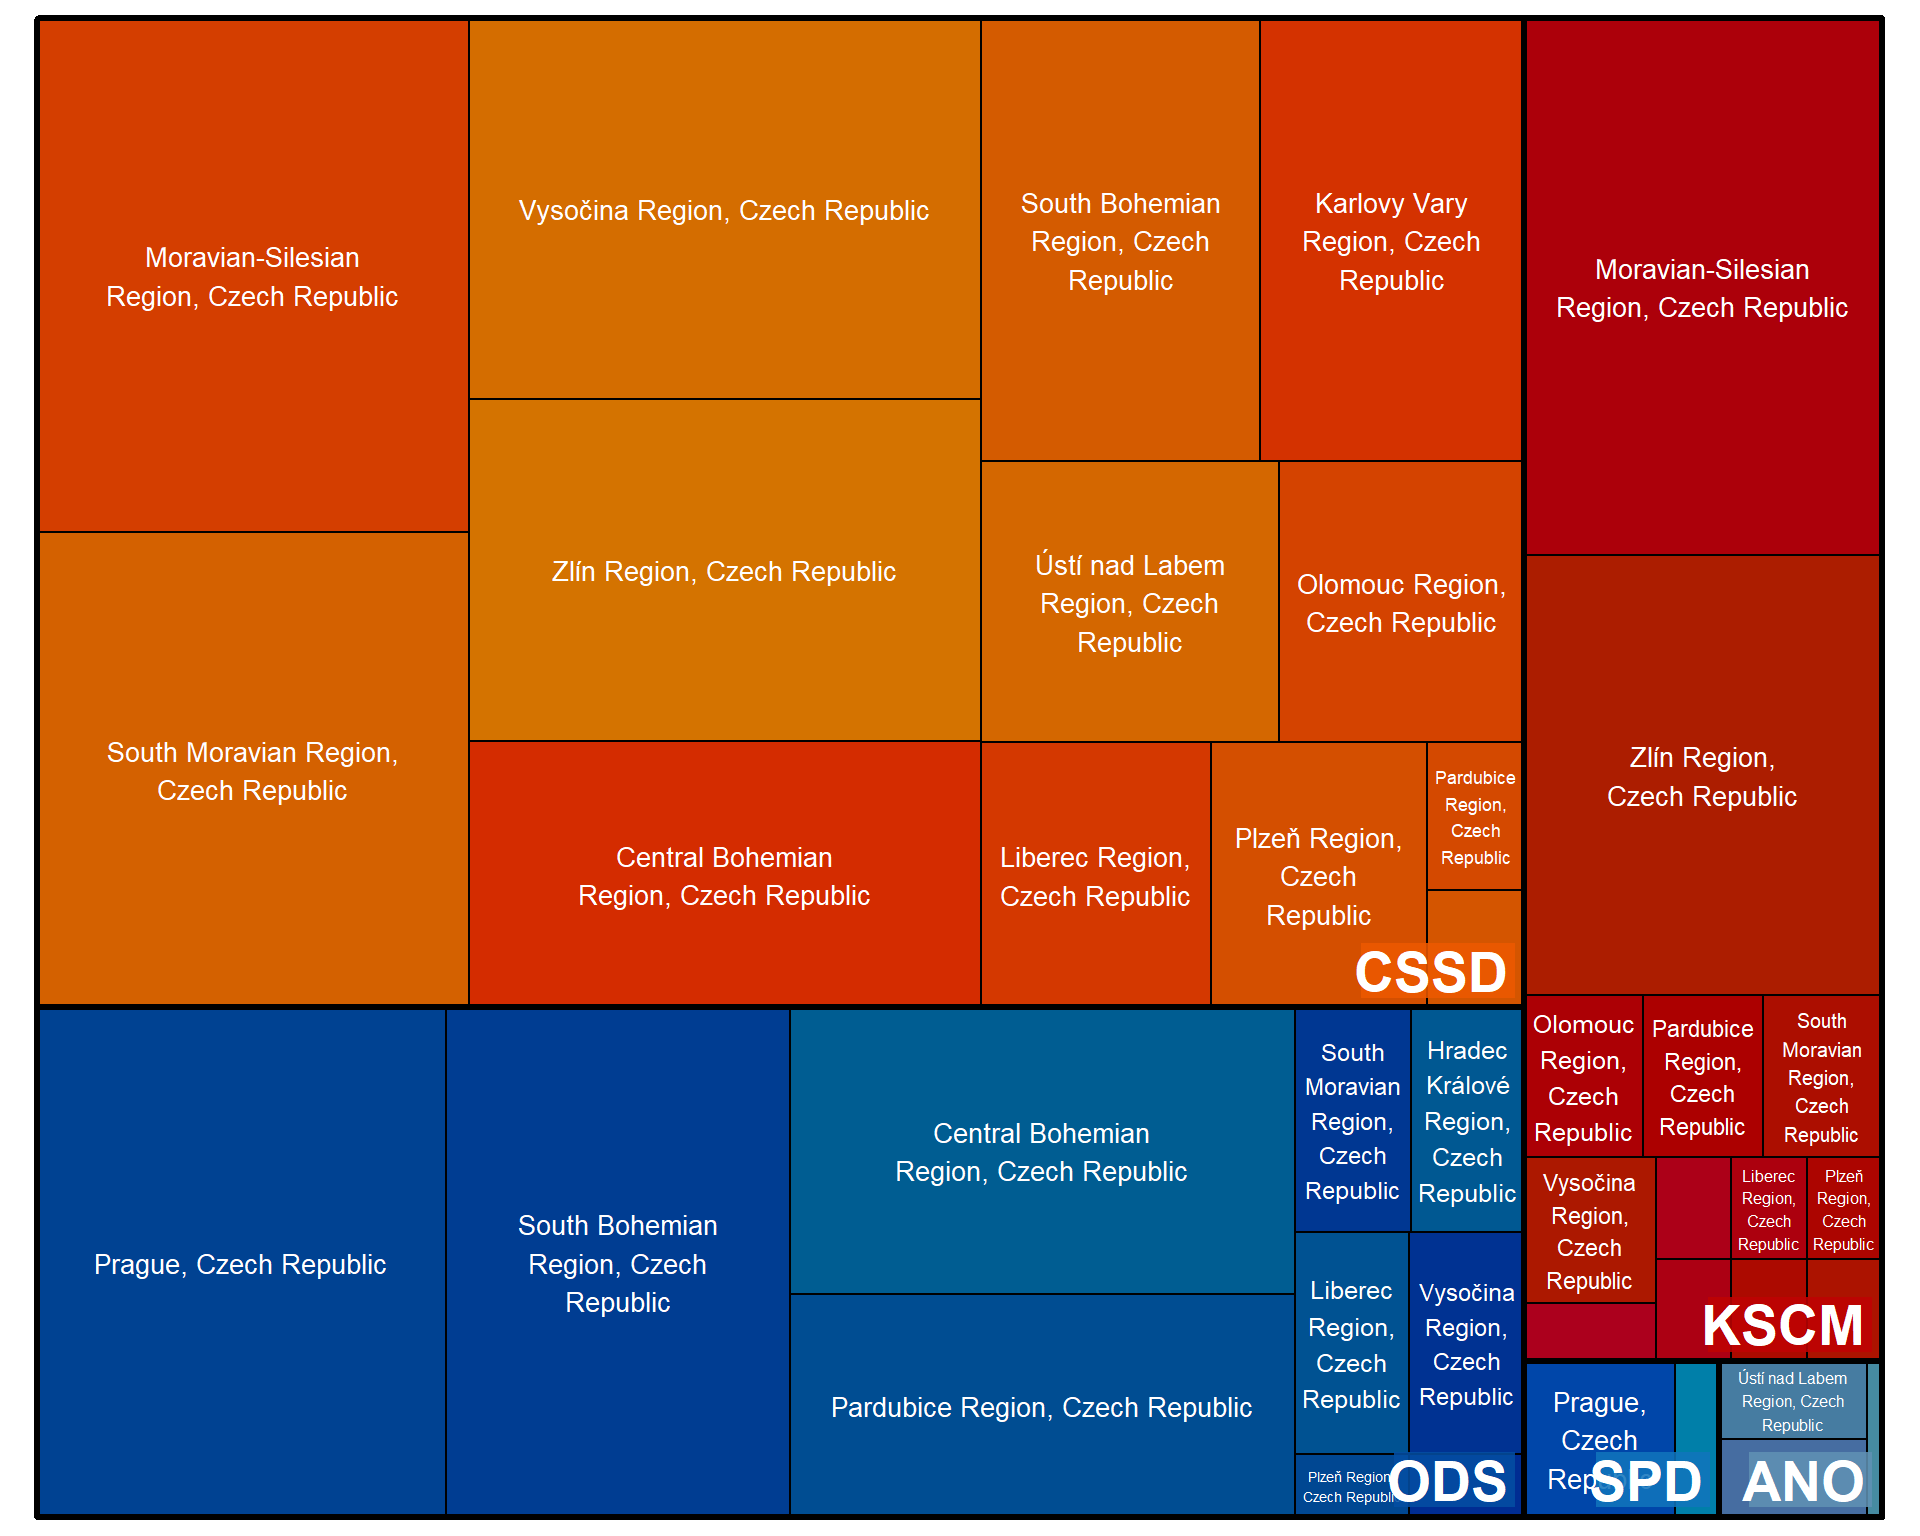 Moravian-Silesian
Region, Czech Republic
South Moravian Region,
Czech Republic
Vysočina Region, Czech Republic
Zlín Region, Czech Republic
Central Bohemian
Region, Czech Republic
South Bohemian
Region, Czech
Republic
Karlovy Vary
Region, Czech
Republic
Ústí nad Labem
Region, Czech
Republic
Olomouc Region,
Czech Republic
Liberec Region,
Czech Republic
Plzeň Region,
Czech
Republic
Pardubice
Region,
Czech
Republic
CSSD
Prague, Czech Republic
South Bohemian
Region, Czech
Republic
Central Bohemian
Region, Czech Republic
Pardubice Region, Czech Republic
South
Moravian
Region,
Czech
Republic
Hradec
Králové
Region,
Czech
Republic
Liberec
Region,
Czech
Republic
Vysočina
Region,
Czech
Republic
Plzeň Region
Czech
ODS
Moravian-Silesian
Region, Czech Republic
Zlín Region,
Czech Republic
Olomouc
Region,
Czech
Republic
Pardubice
Region,
Czech
Republic
South
Moravian
Region,
Czech
Republic
Vysočina
Region,
Czech
Republic
Liberec
Region,
Czech
Republic
Plzeň
Region,
Czech
Republic
KSCM
Prague,
Czech
SPD
Ústí nad Labem
Region, Czech
Republic
ANO